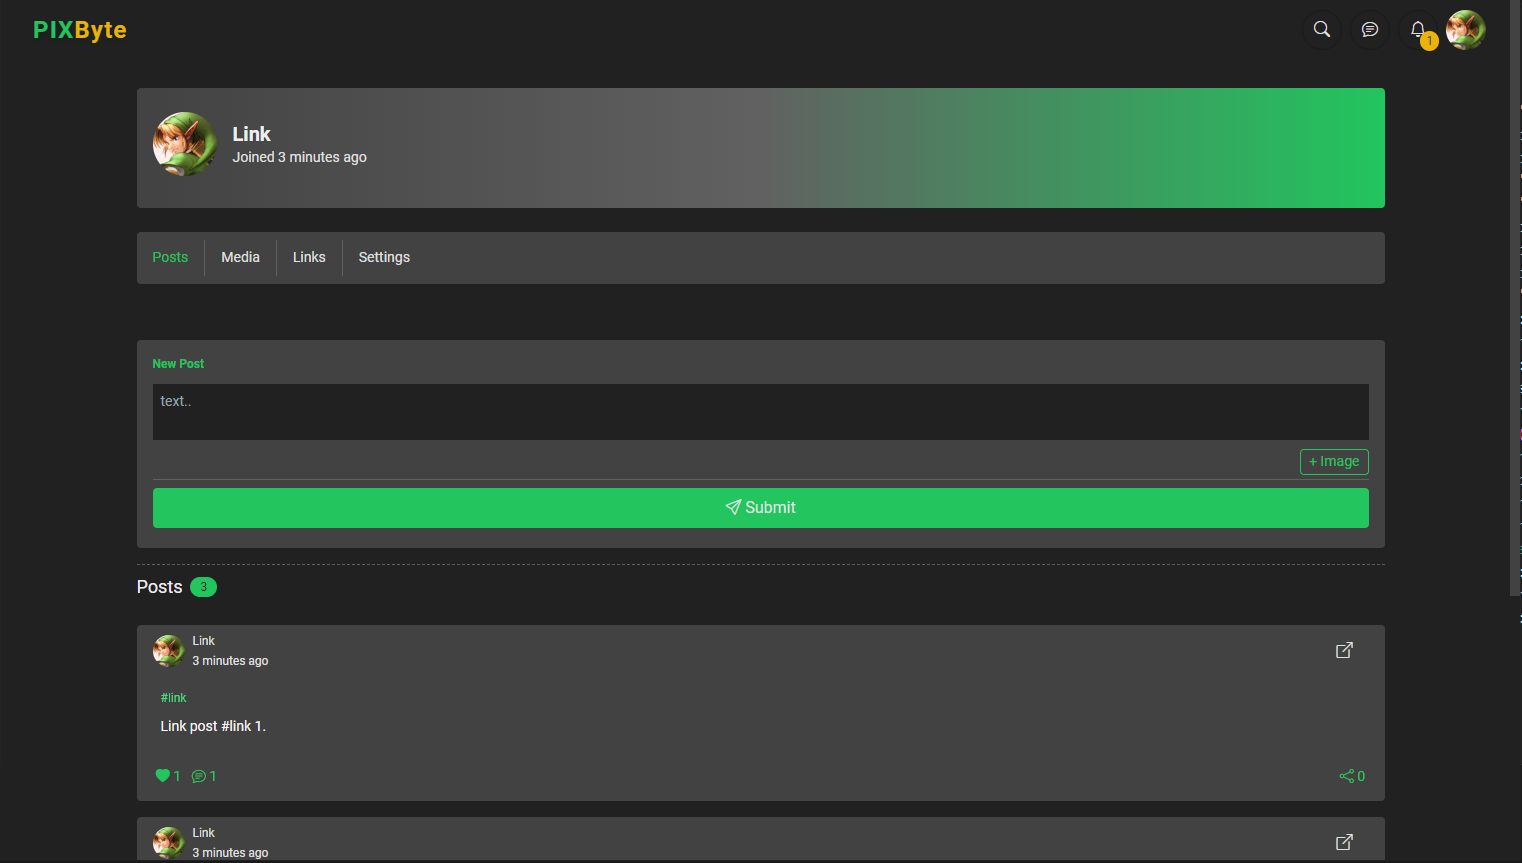 PIXByte
1
Link
Joined 3 minutes ago
Posts Media Links Settings
New Post
text..
+ Image
Submit
Posts 3
Link
3 minutes ago
#link
Link post #link 1.
1 1 0
Link
3 minutes ago